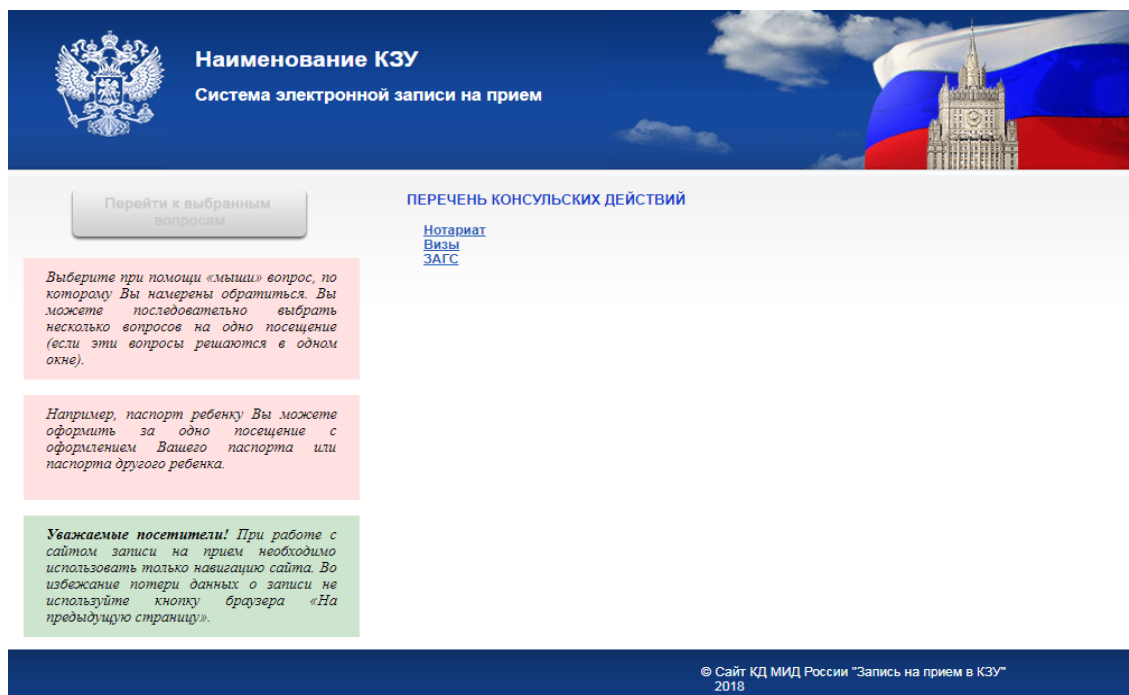 Наименование КЗУ
Система электронной записи на прием
Перейти к выбранным
вопросам
ПЕРЕЧЕНЬ КОНСУЛЬСКИХ ДЕЙСТВИЙ
Нотариат
Визы
ЗАГС
Выберите при помощи «мыши» вопрос, по
которому Вы намерены обратиться. Вы
можете последовательно выбрать
несколько вопросов на одно посещение
(если эти вопросы решаются в одном
окне).
Например, паспорт ребенку Вы можете
оформить за одно посещение с
оформлением Вашего паспорта или
паспорта другого ребенка.
Уважаемые посетители! При работе с
сайтом записи на прием необходимо
использовать только навигацию сайта. Во
избежание потери данных о записи не
используйте кнопку браузера «На
предыдущую страницу».
© Сайт КД МИД России "Запись на прием в КЗУ"
2018